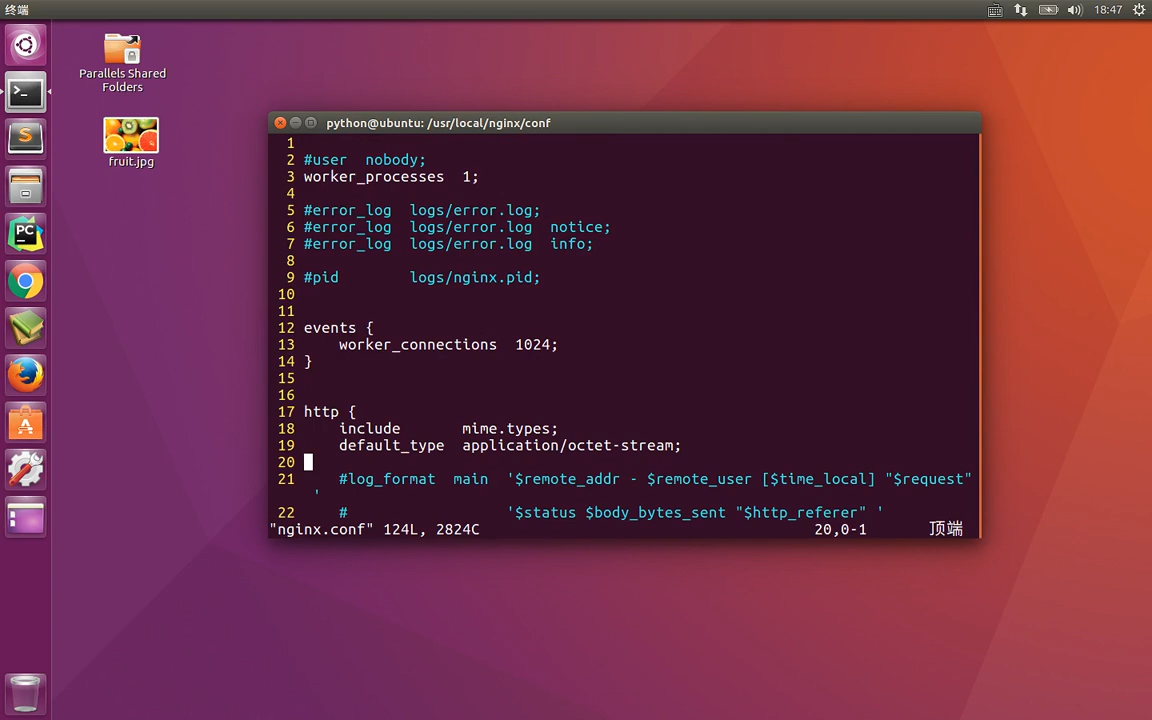 终端
18:47
Parallels Shared
Folders
fruit.jpg
python@ubuntu: /usr/local/nginx/conf
1
2 #user  nobody;
3 worker_processes  1;
4
5 #error_log  logs/error.log;
6 #error_log  logs/error.log  notice;
7 #error_log  logs/error.log  info;
8
9 #pid        logs/nginx.pid;
10
11
12 events {
13     worker_connections  1024;
14 }
15
16
17 http {
18     include       mime.types;
19     default_type  application/octet-stream;
20
21     #log_format  main  '$remote_addr - $remote_user [$time_local] "$request"
'
22     #                  '$status $body_bytes_sent "$http_referer" '
"nginx.conf" 124L, 2824C 20,0-1 顶端